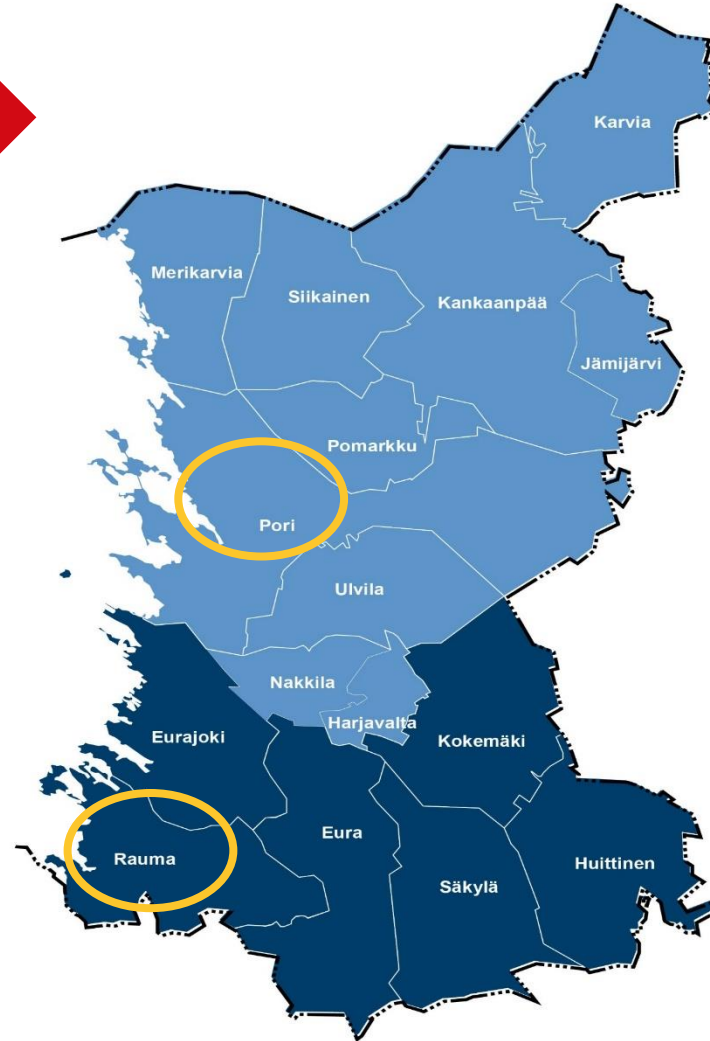 Karvia
Merikarvia
Siikainen
Kankaanpää
Jämijärvi
Pomarkku
Pori
Ulvila
Nakkila
Harjavalta
Eurajoki
Kokemäki
Eura
Rauma
Huittinen
Säkylä